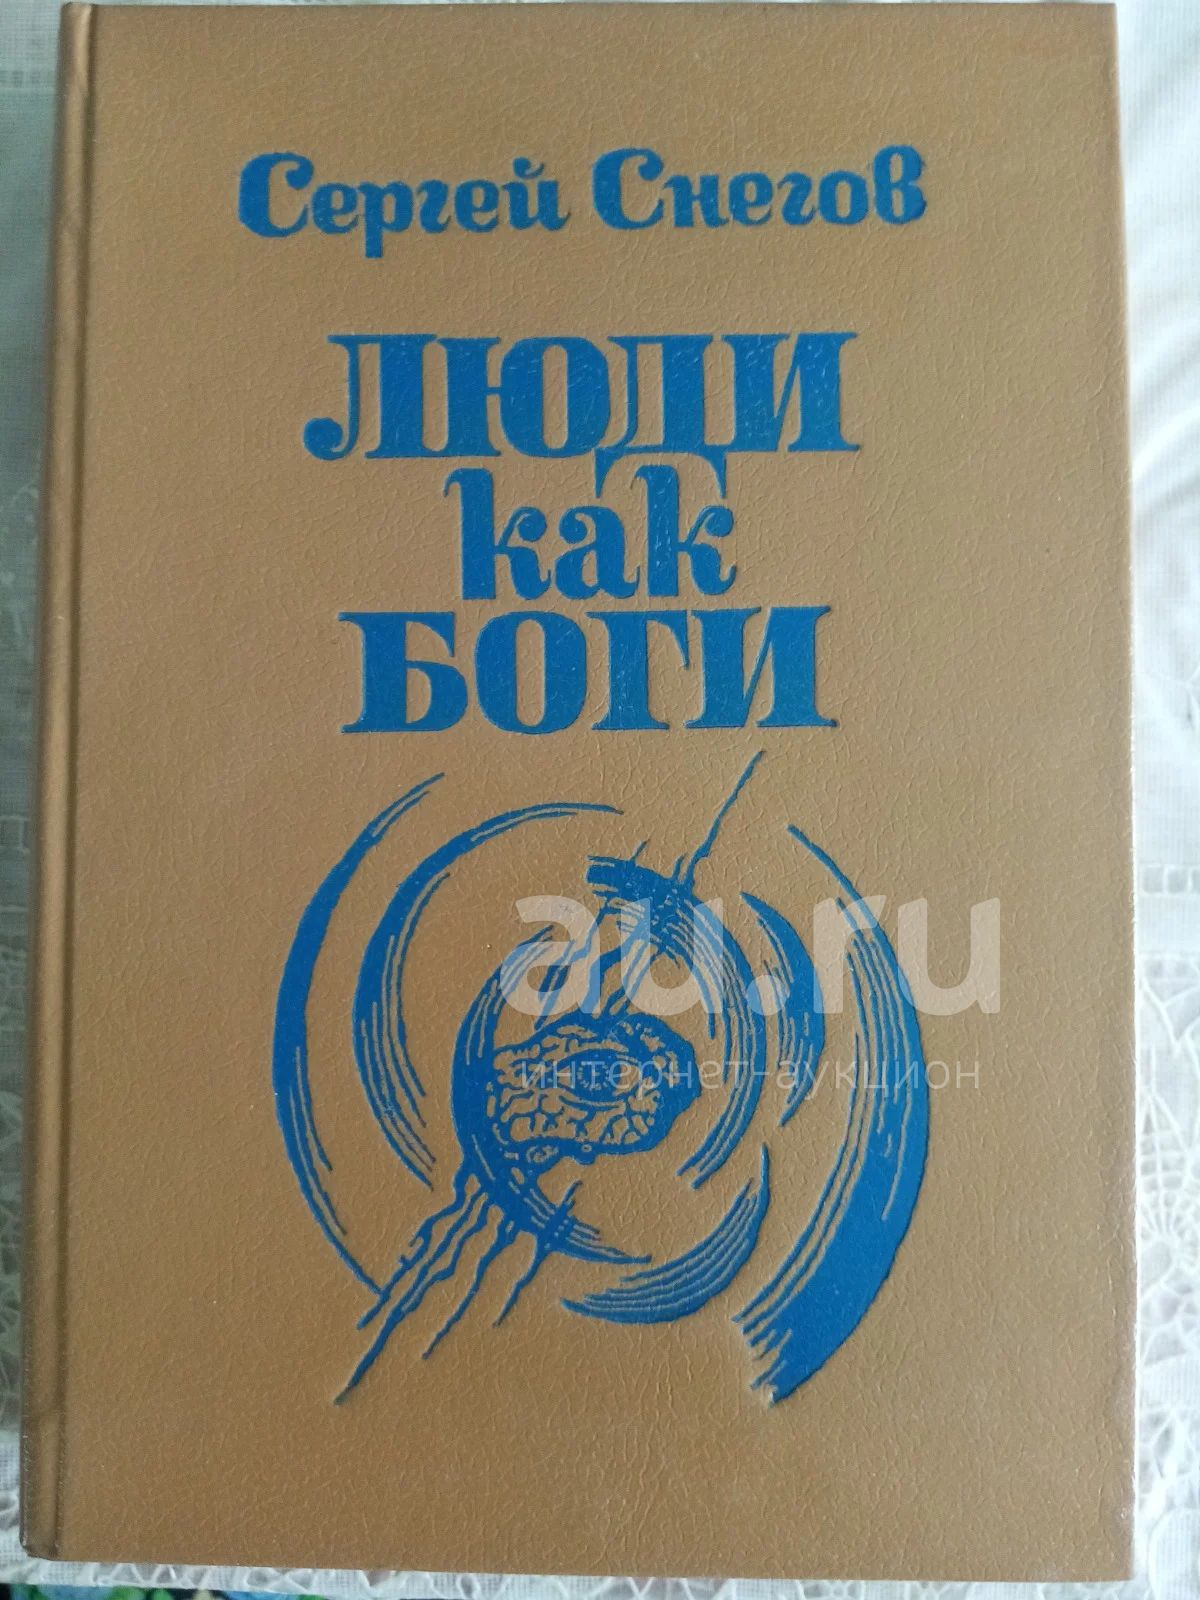 Сергей Снегов
ЛЮДИ
как
БОГИ
au.ru
интернет-аукцион